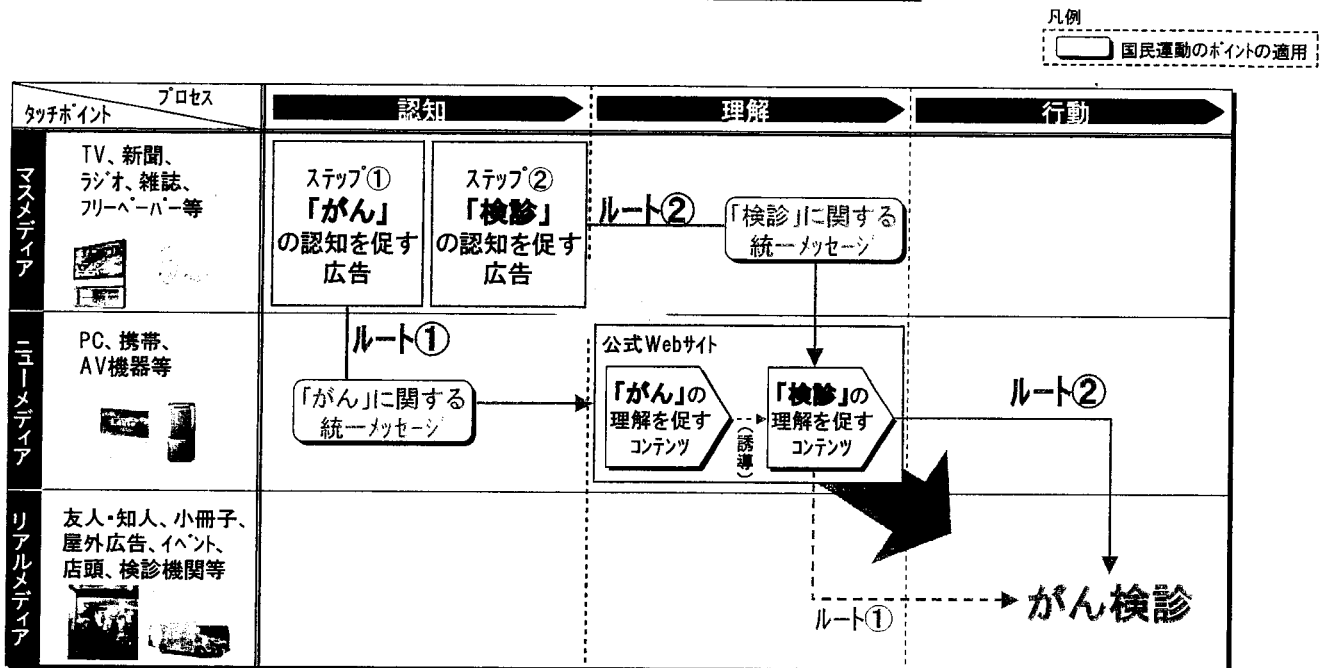 凡例
国民運動のポイントの適用
プロセス
タッチポイント
認知
理解
行動
マスメディア
TV、新聞、
ラジオ、雑誌、
フリーペーパー等
ステップ①
「がん」
の認知を促す
広告
ステップ②
「検診」
の認知を促す
広告
ルート②
「検診」に関する
統一メッセージ
ニューメディア
PC、携帯、
AV機器等
ルート①
「がん」に関する
統一メッセージ
公式Webサイト
「がん」の
理解を促す
コンテンツ
(誘導)
「検診」の
理解を促す
コンテンツ
ルート②
リアルメディア
友人・知人、小冊子、
屋外広告、イベント、
店頭、検診機関等
ルート①
がん検診